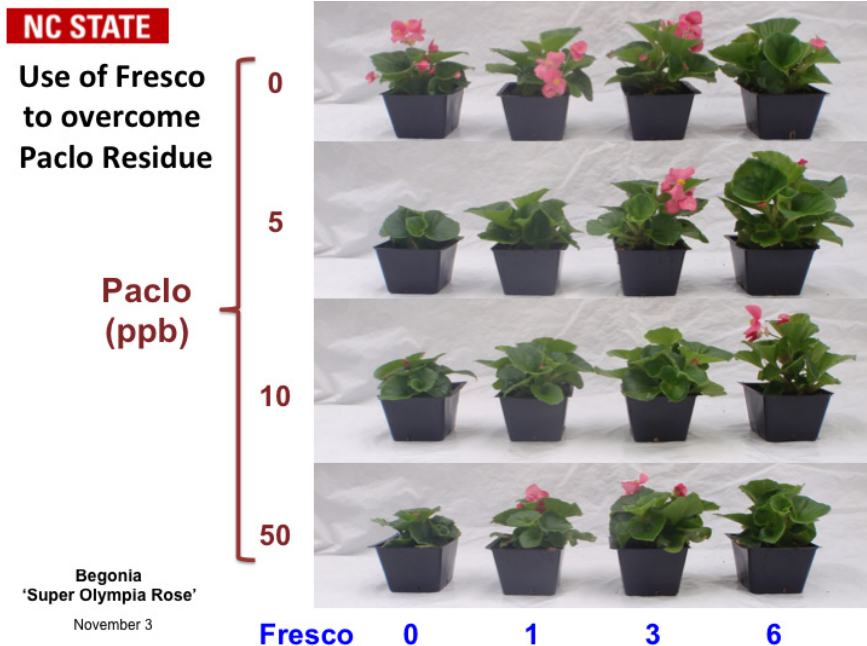 NC STATE
Use of Fresco
to overcome
Paclo Residue
0
5
Paclo
(ppb)
10
50
Begonia
‘Super Olympia Rose’
November 3
Fresco 0 1 3 6